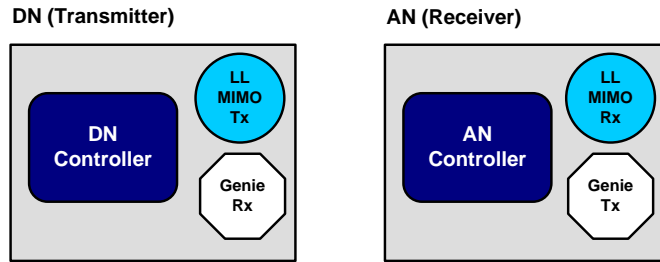 DN (Transmitter)
AN (Receiver)
DN
Controller
LL
MIMO
Tx
Genie
Rx
AN
Controller
LL
MIMO
Rx
Genie
Tx